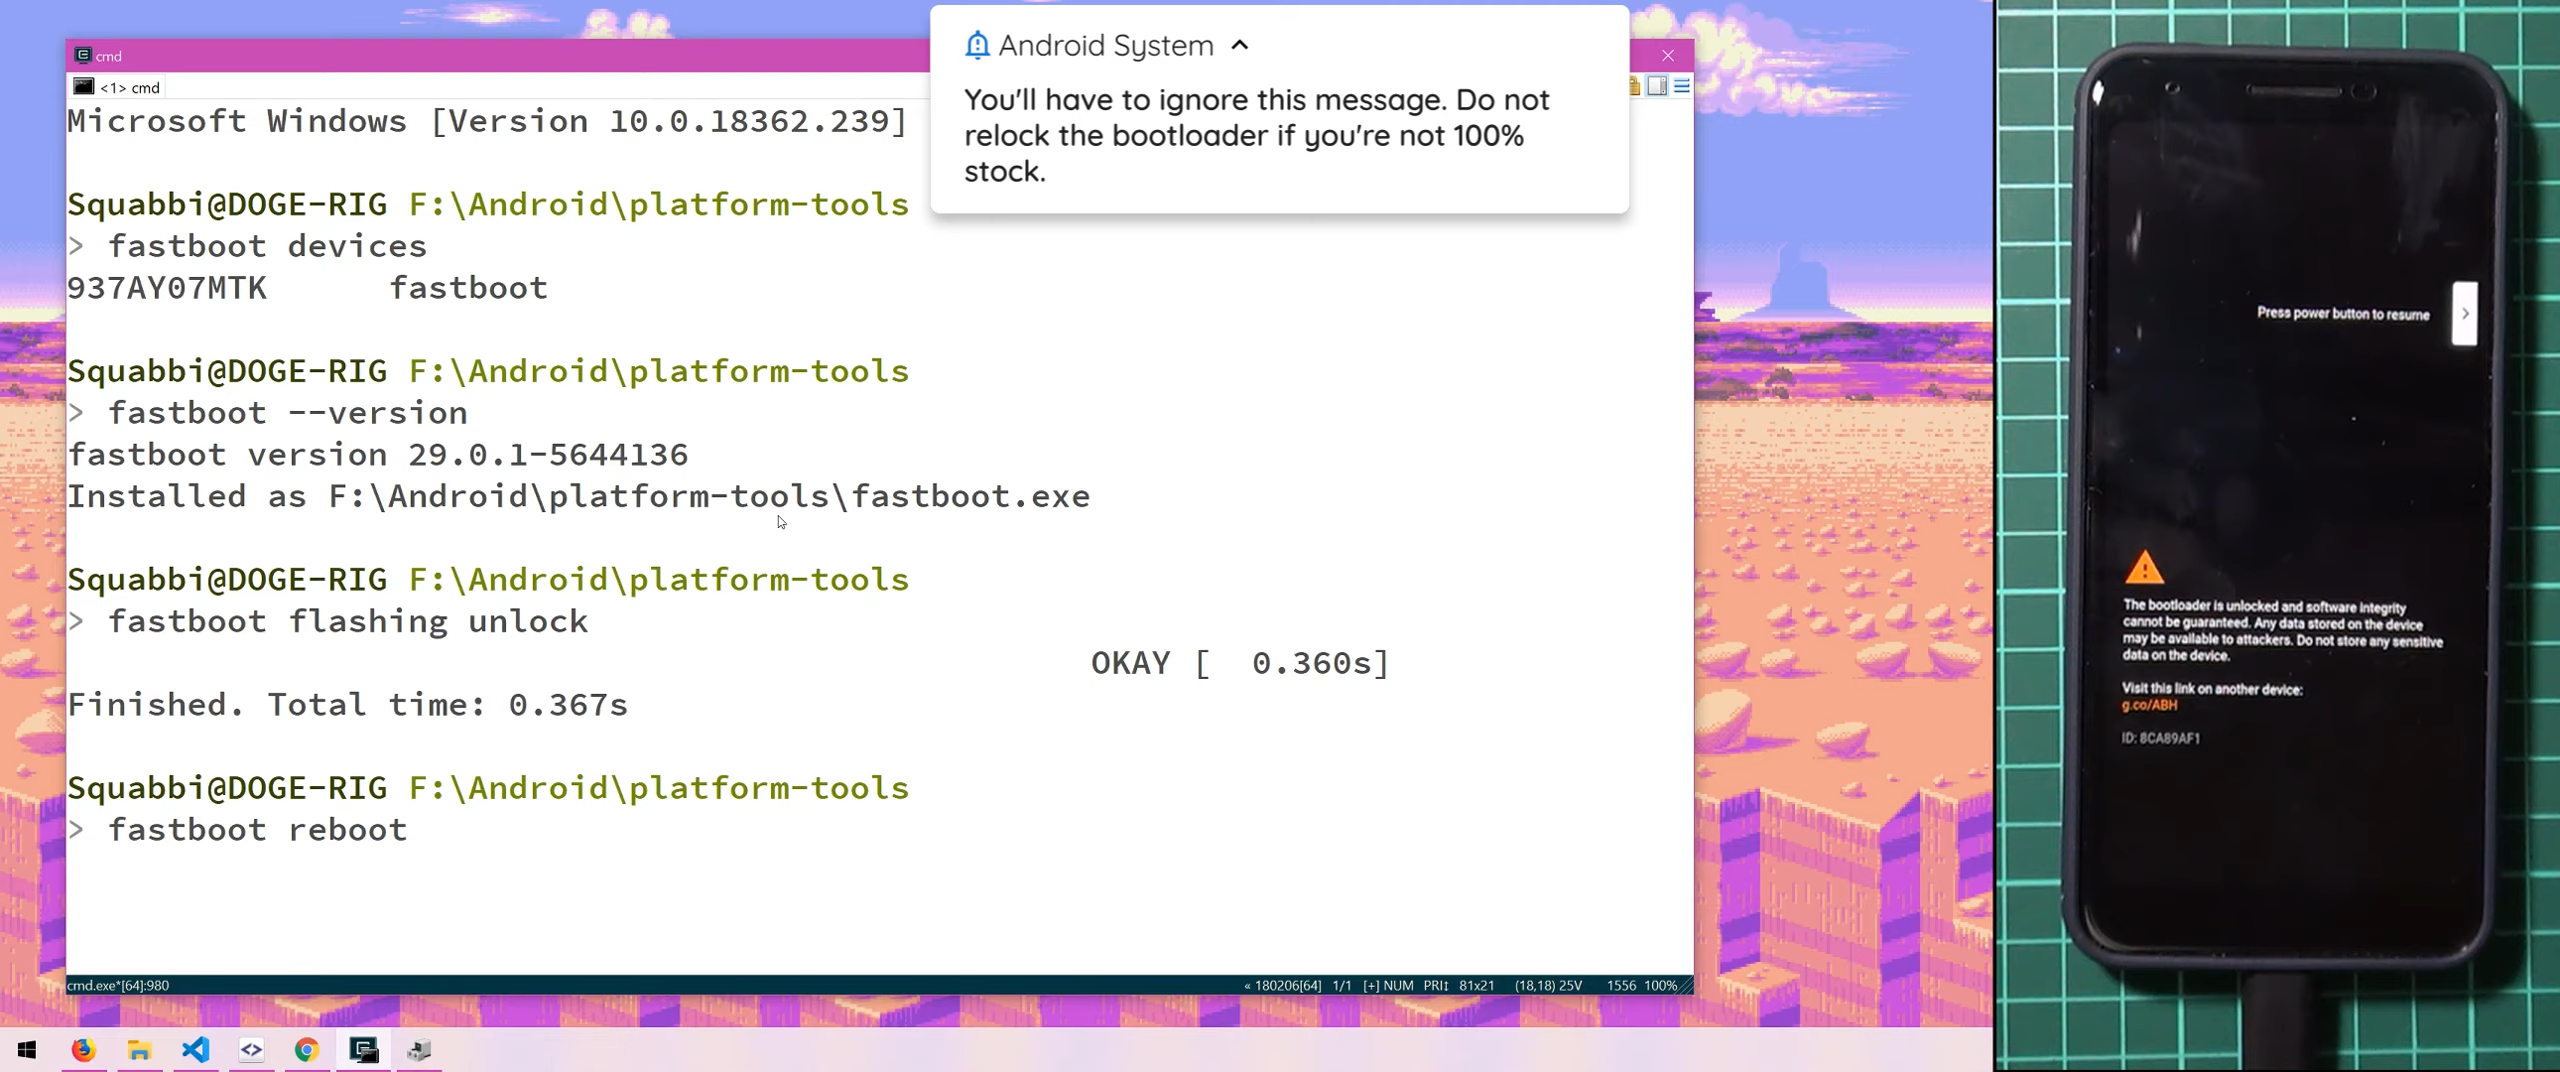 cmd
<1> cmd
Microsoft Windows [Version 10.0.18362.239]
Squabbi@DOGE-RIG F:\Android\platform-tools
> fastboot devices
937AY07MTK fastboot
Squabbi@DOGE-RIG F:\Android\platform-tools
> fastboot --version
fastboot version 29.0.1-5644136
Installed as F:\Android\platform-tools\fastboot.exe
Squabbi@DOGE-RIG F:\Android\platform-tools
> fastboot flashing unlock
OKAY [ 0.360s]
Finished. Total time: 0.367s
Squabbi@DOGE-RIG F:\Android\platform-tools
> fastboot reboot
cmd.exe*[64]:980
« 180206[64] 1/1 [+] NUM PRI↕ 81x21 (18,18) 25V 1556 100%
Android System
You'll have to ignore this message. Do not
relock the bootloader if you're not 100%
stock.
Press power button to resume
The bootloader is unlocked and software integrity
cannot be guaranteed. Any data stored on the device
may be available to attackers. Do not store any sensitive
data on the device.
Visit this link on another device:
g.co/ABH
ID: 8CA89AF1